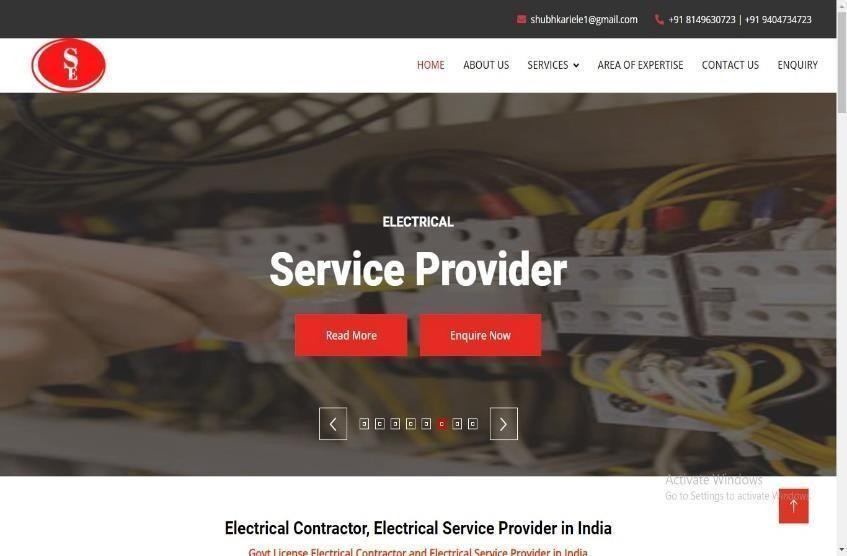 shubhkariele1@gmail.com +91 8149630723 | +91 9404734723
S
E
HOME ABOUT US SERVICES AREA OF EXPERTISE CONTACT US ENQUIRY
ELECTRICAL
Service Provider
Read More Enquire Now
Activate Windows
Go to Settings to activate Windows.
Electrical Contractor, Electrical Service Provider in India
Govt License Electrical Contractor and Electrical Service Provider in India.